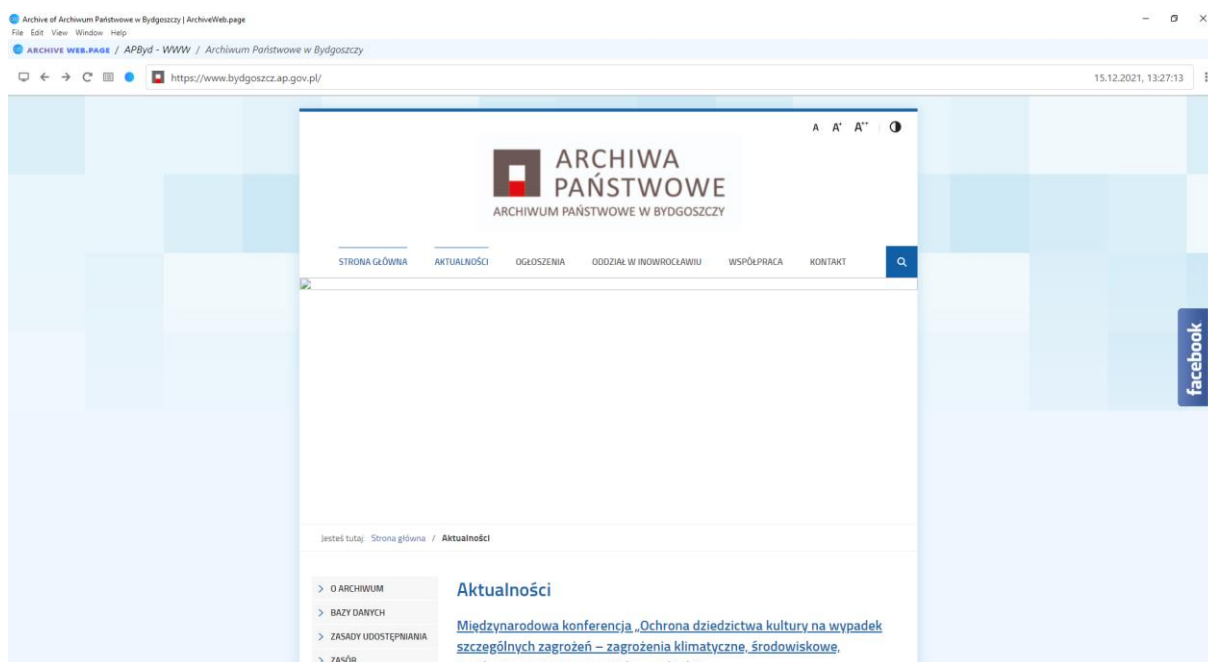 Archive of Archiwum Państwowe w Bydgoszczy | ArchiveWeb.page
File Edit View Window Help
ARCHIVE WEB.PAGE / APByd - WWW / Archiwum Państwowe w Bydgoszczy
https://www.bydgoszcz.ap.gov.pl/
15.12.2021, 13:27:13
A A+ A++
ARCHIWA
PAŃSTWOWE
ARCHIWUM PAŃSTWOWE W BYDGOSZCZY
STRONA GŁÓWNA AKTUALNOŚCI OGŁOSZENIA ODDZIAŁ W INOWROCŁAWIU WSPÓŁPRACA KONTAKT
facebook
Jesteś tutaj: Strona główna / Aktualności
> O ARCHIWUM
> BAZY DANYCH
> ZASADY UDOSTĘPNIANIA
> ZASÓB
Aktualności
Międzynarodowa konferencja „Ochrona dziedzictwa kultury na wypadek
szczególnych zagrożeń – zagrożenia klimatyczne, środowiskowe,